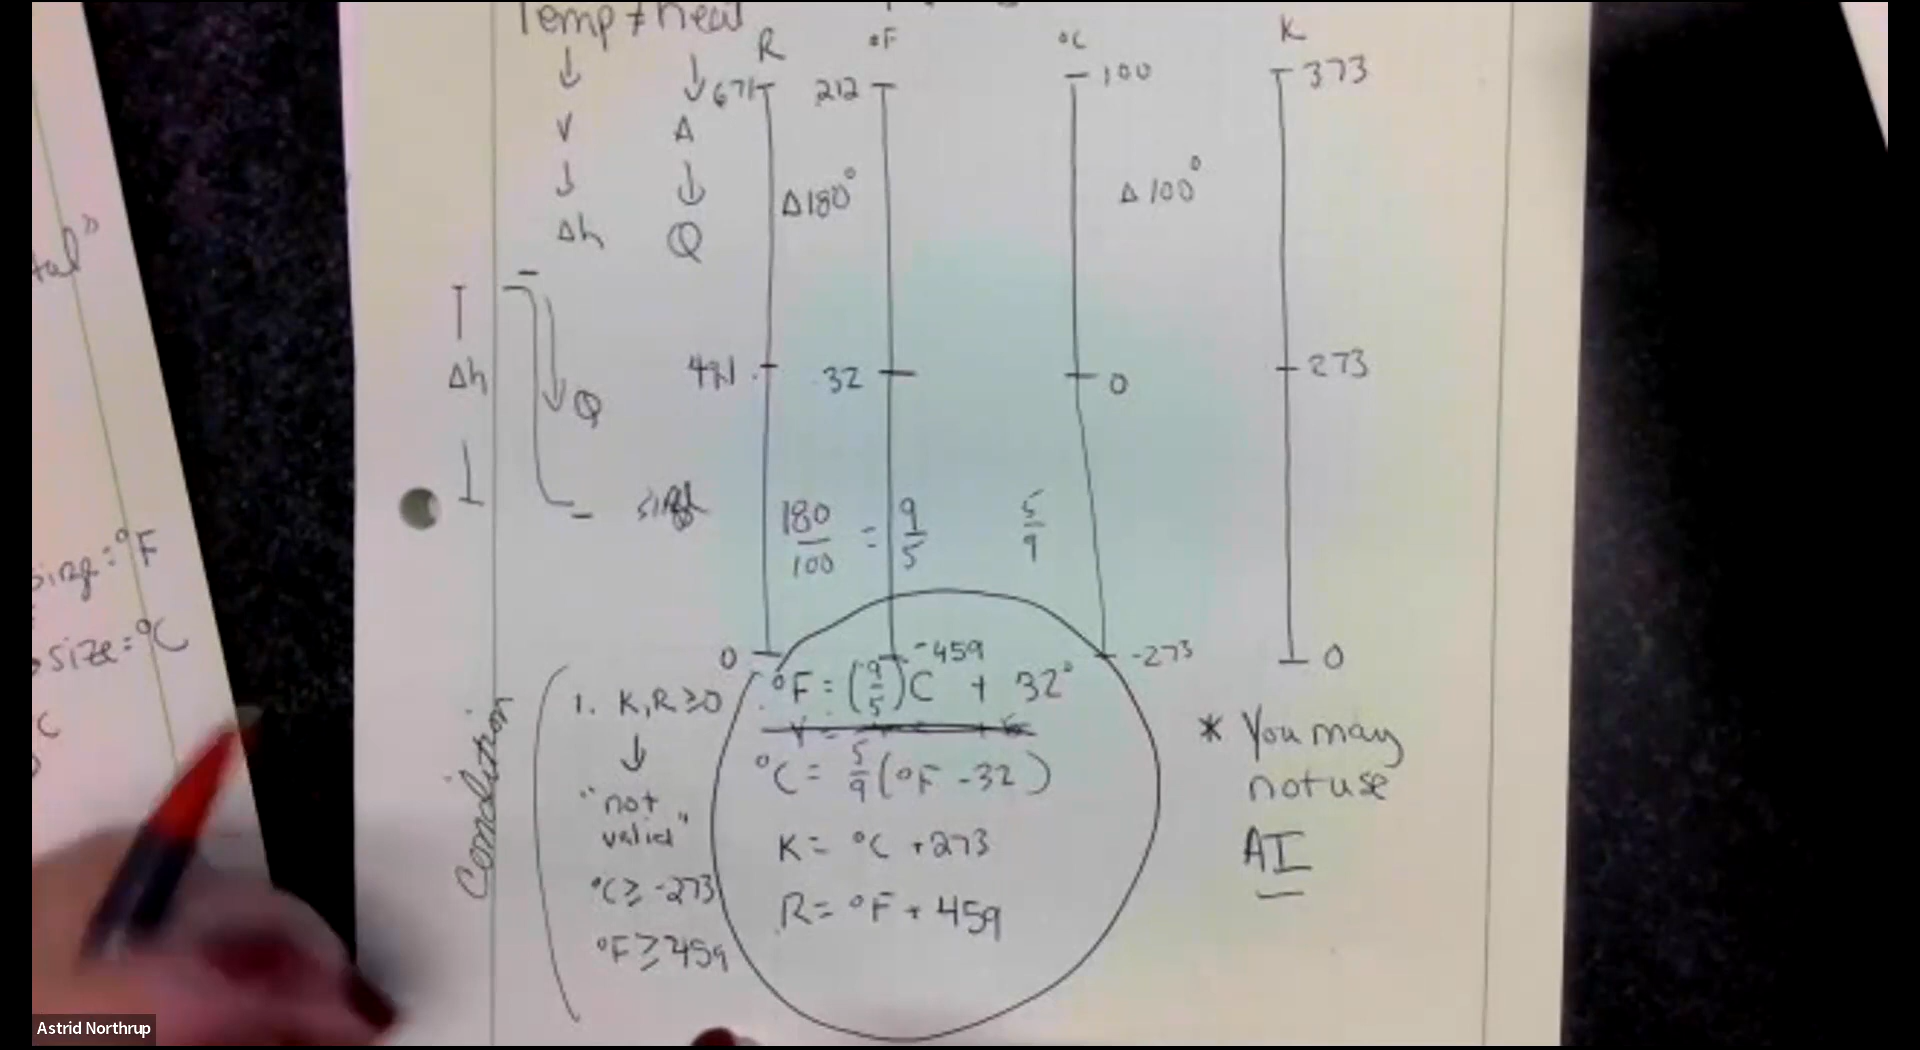 Temp ≠ heat
↓ ↓
V Δ
↓ ↓
Δh Q
R °F °C K
671 212 100 373
Δ180° Δ100°
Δh
Q
491 32 0 273
180/100 = 9/5 5/9
0 -459 -273 0
°F = (9/5)C + 32°
°C = 5/9(°F - 32)
K = °C + 273
R = °F + 459
Condition
1. K, R ≥ 0
↓
"not
valid"
°C ≥ -273
°F ≥ 459
* You may
not use
AI
°F
size: °C
C
Astrid Northrup